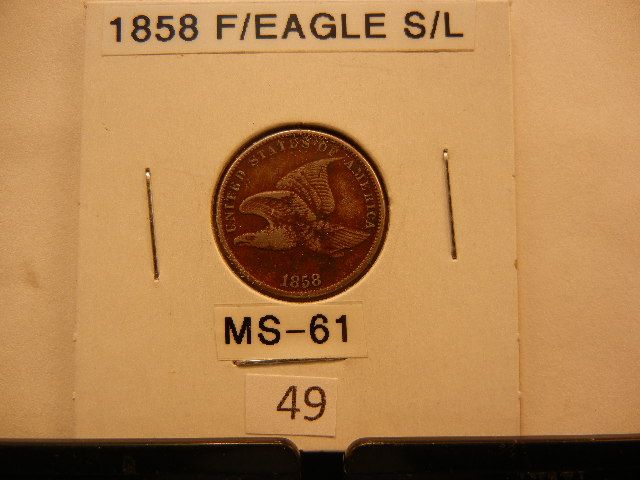 1858 F/EAGLE S/L
UNITED STATES OF AMERICA
1858
MS-61
49